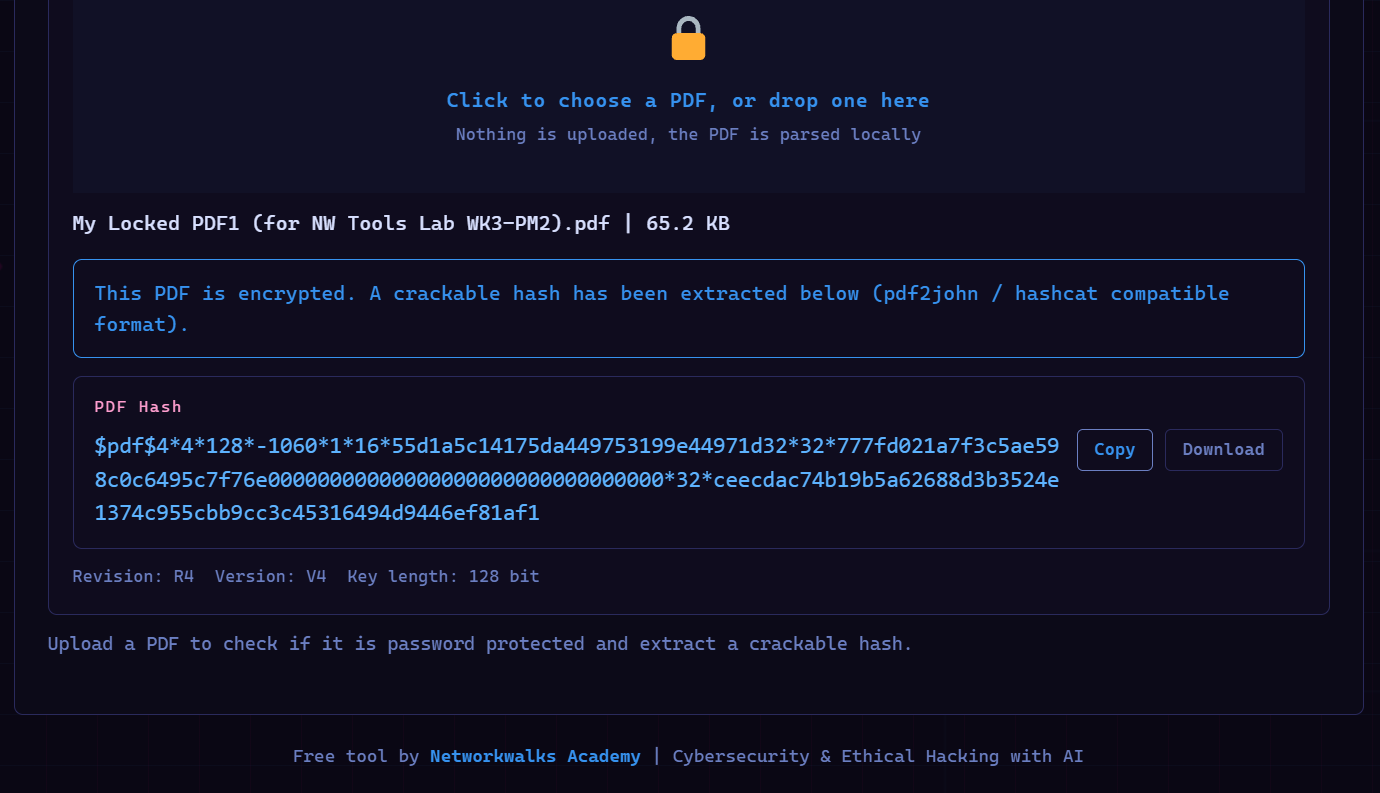 Click to choose a PDF, or drop one here
Nothing is uploaded, the PDF is parsed locally
My Locked PDF1 (for NW Tools Lab WK3-PM2).pdf | 65.2 KB
This PDF is encrypted. A crackable hash has been extracted below (pdf2john / hashcat compatible
format).
PDF Hash
$pdf$4*4*128*-1060*1*16*55d1a5c14175da449753199e44971d32*32*777fd021a7f3c5ae59
8c0c6495c7f76e00000000000000000000000000000000*32*ceecdac74b19b5a62688d3b3524e
1374c955cbb9cc3c45316494d9446ef81af1
Copy
Download
Revision: R4  Version: V4  Key length: 128 bit
Upload a PDF to check if it is password protected and extract a crackable hash.
Free tool by Networkwalks Academy | Cybersecurity & Ethical Hacking with AI